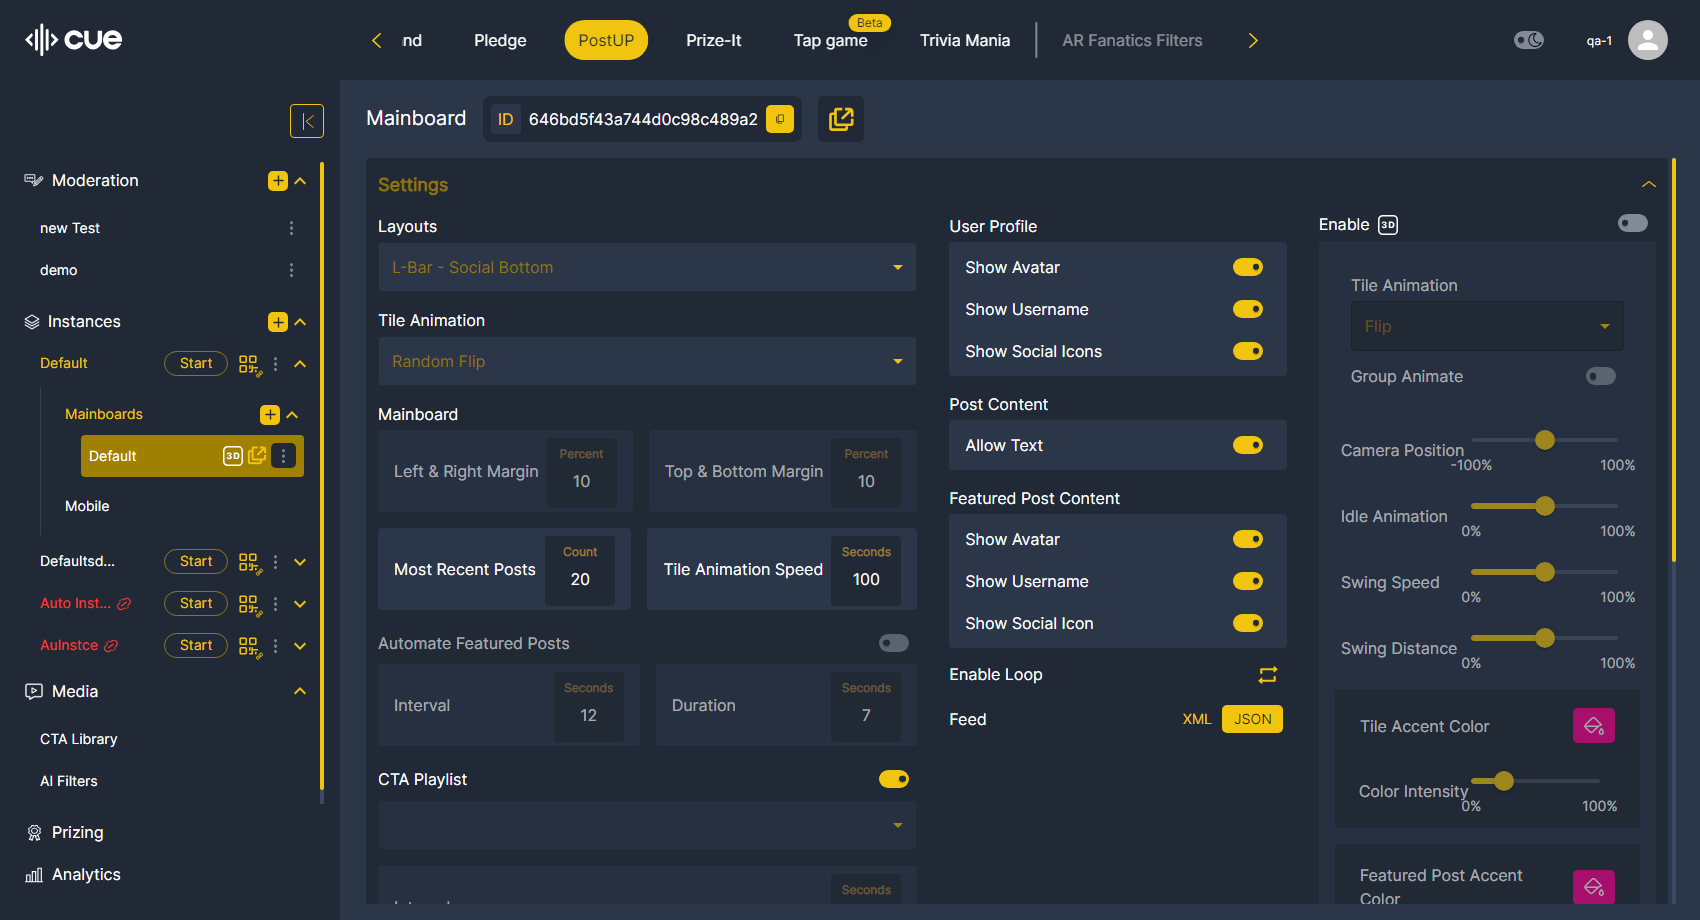 cue
nd
Pledge
PostUP
Prize-It
Tap game
Beta
Trivia Mania
AR Fanatics Filters
qa-1
Moderation
new Test
demo
Instances
Default
Start
Mainboards
Default
3D
Mobile
Defaultsd...
Start
Auto Inst...
Start
AuInstce
Start
Media
CTA Library
AI Filters
Prizing
Analytics
Mainboard
ID
646bd5f43a744d0c98c489a2
Settings
Layouts
L-Bar - Social Bottom
Tile Animation
Random Flip
Mainboard
Left & Right Margin
Percent
10
Top & Bottom Margin
Percent
10
Most Recent Posts
Count
20
Tile Animation Speed
Seconds
100
Automate Featured Posts
Interval
Seconds
12
Duration
Seconds
7
CTA Playlist
Seconds
User Profile
Show Avatar
Show Username
Show Social Icons
Post Content
Allow Text
Featured Post Content
Show Avatar
Show Username
Show Social Icon
Enable Loop
Feed
XML
JSON
Enable 3D
Tile Animation
Flip
Group Animate
Camera Position
-100%
100%
Idle Animation
0%
100%
Swing Speed
0%
100%
Swing Distance
0%
100%
Tile Accent Color
Color Intensity
0%
100%
Featured Post Accent
Color